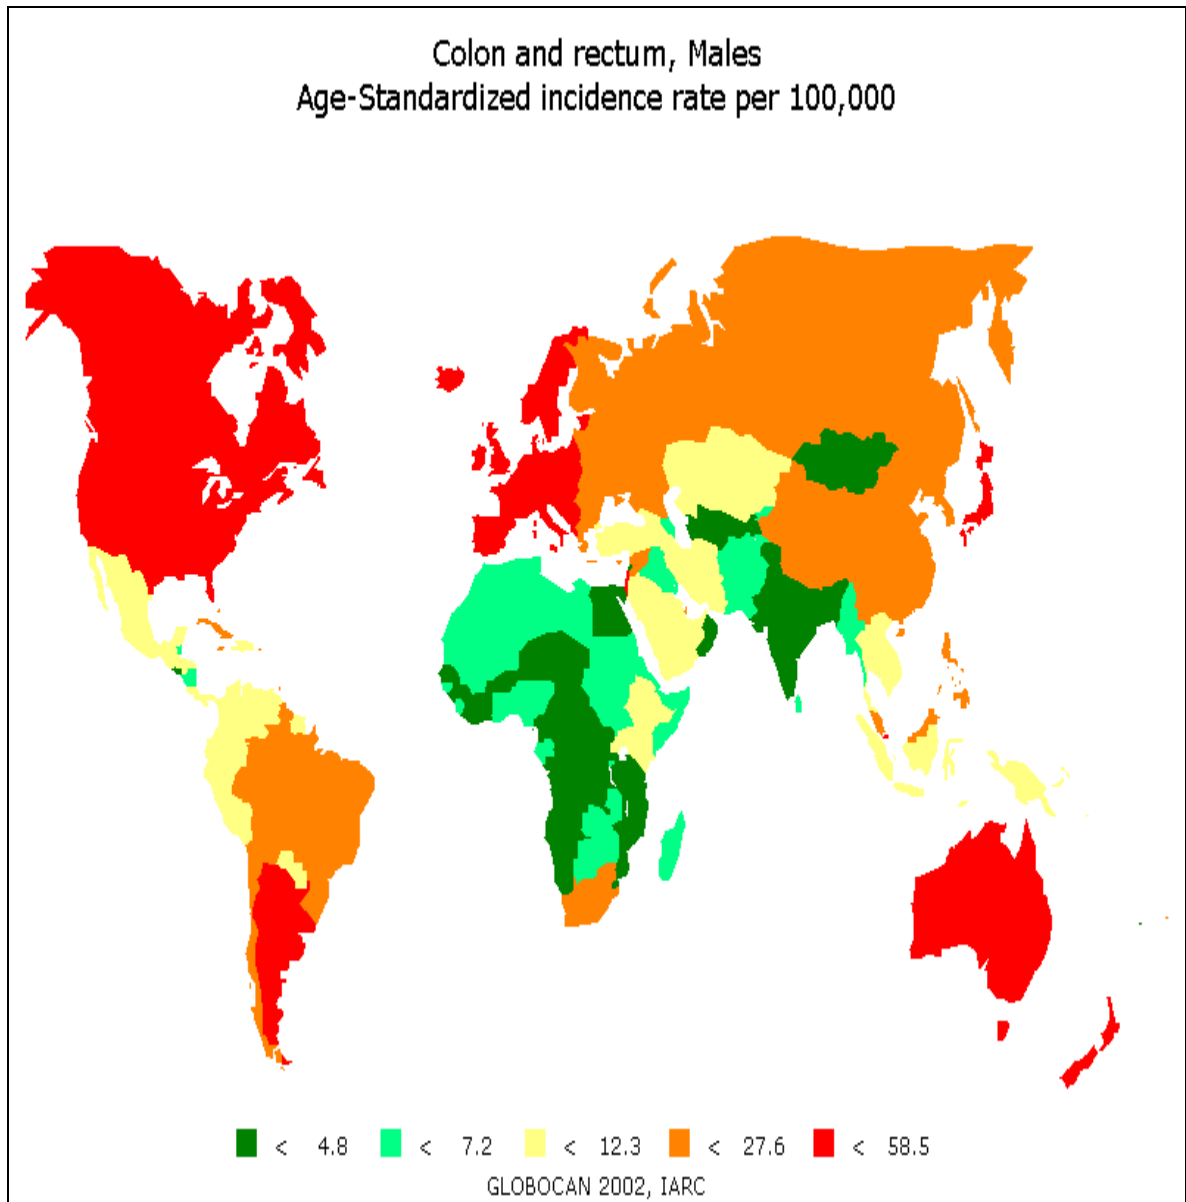 Colon and rectum, Males
Age-Standardized incidence rate per 100,000
< 4.8 < 7.2 < 12.3 < 27.6 < 58.5
GLOBOCAN 2002, IARC